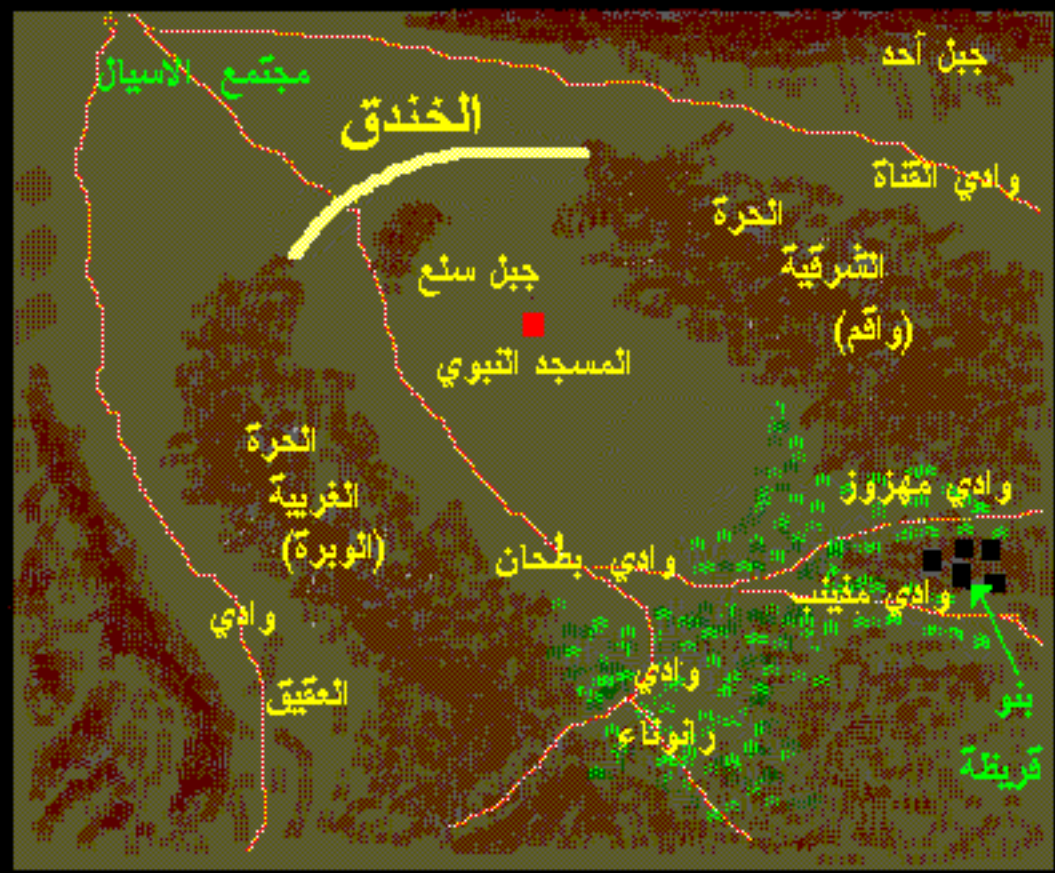 جبل أحد
مجتمع الاسيال
الخندق
وادي القناة
الحرة
الشرقية
(واقم)
جبل سلع
المسجد النبوي
الحرة
الغربية
(الوبرة)
وادي مهزوز
وادي بطحان
وادي مذينب
وادي
العقيق
وادي
رانوناء
بنو
قريظة